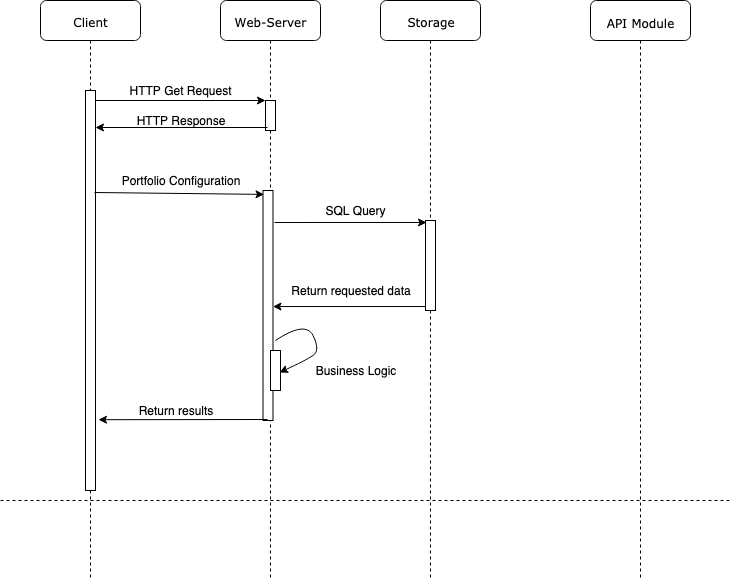 Client
Web-Server
Storage
API Module
HTTP Get Request
HTTP Response
Portfolio Configuration
SQL Query
Return requested data
Business Logic
Return results